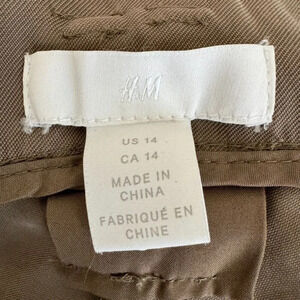 H&M
US 14
CA 14
MADE IN
CHINA
FABRIQUÉ EN
CHINE